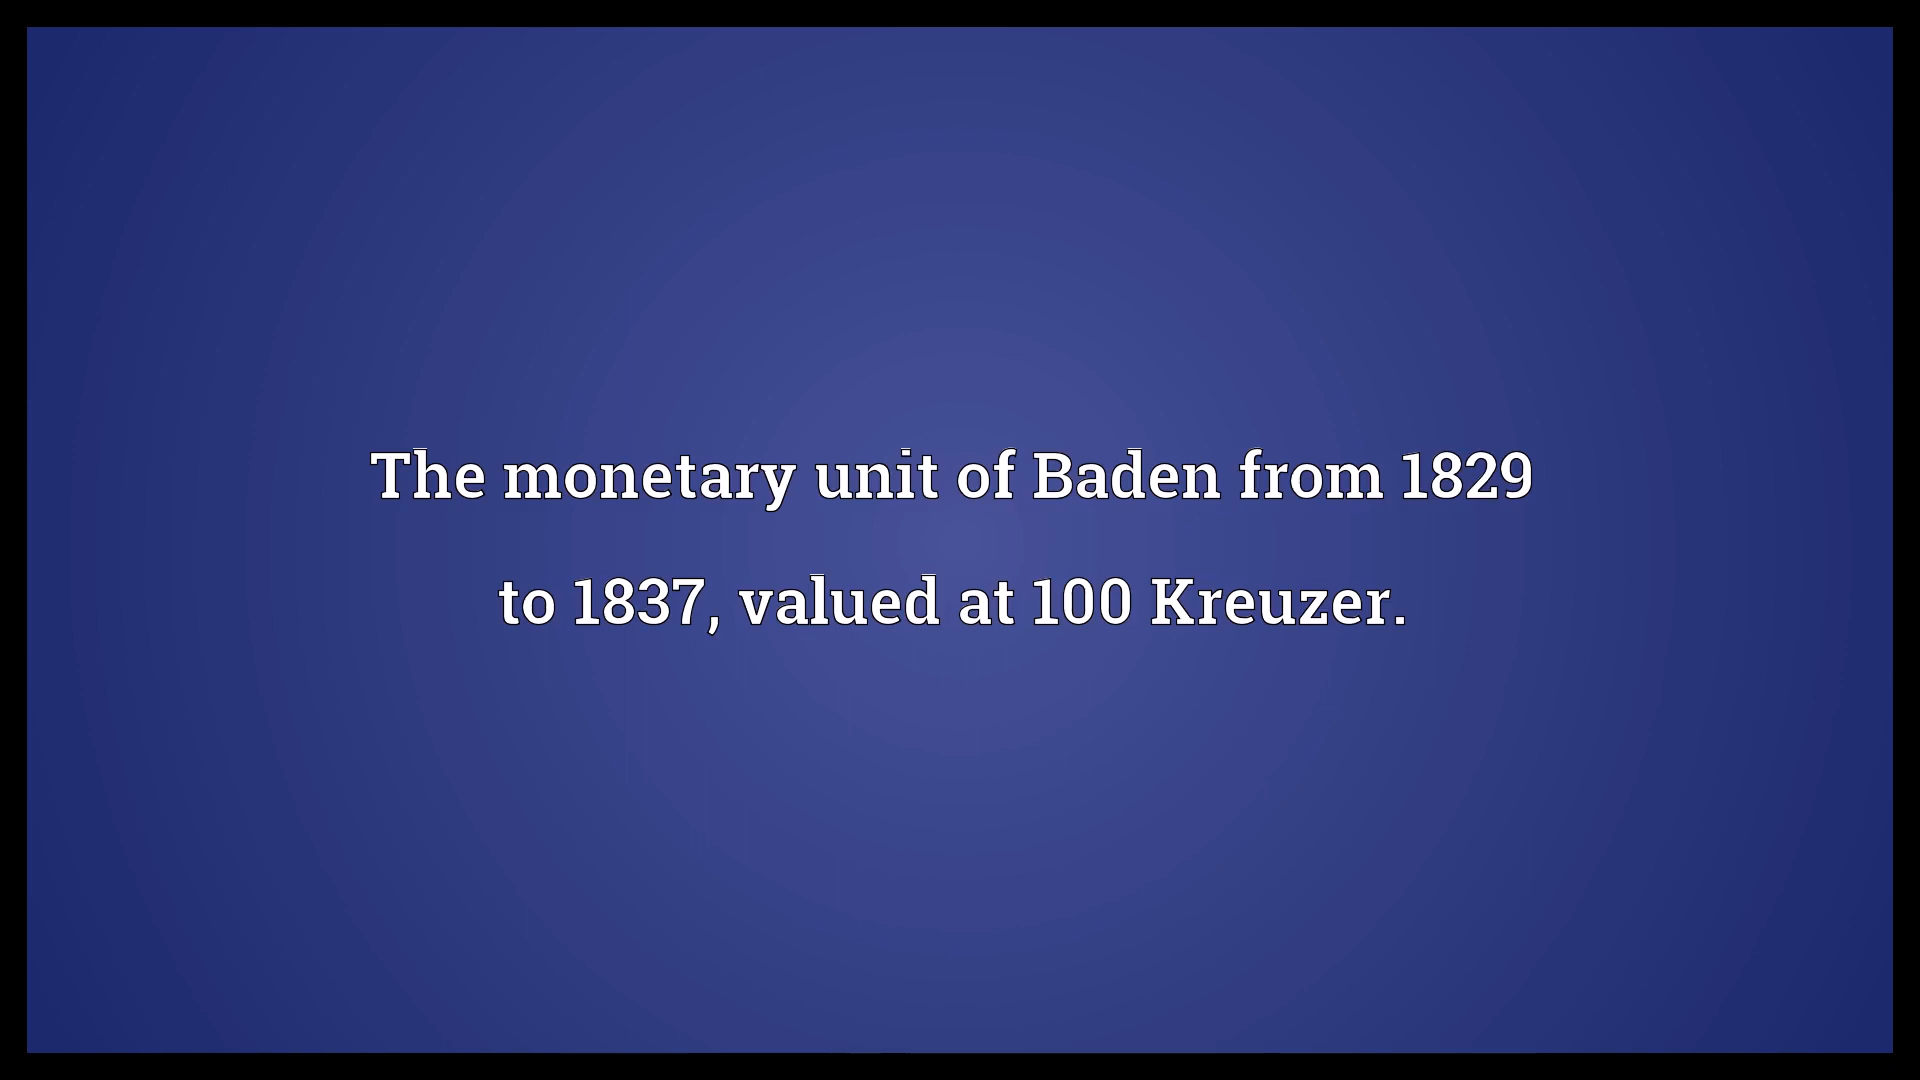 The monetary unit of Baden from 1829
to 1837, valued at 100 Kreuzer.